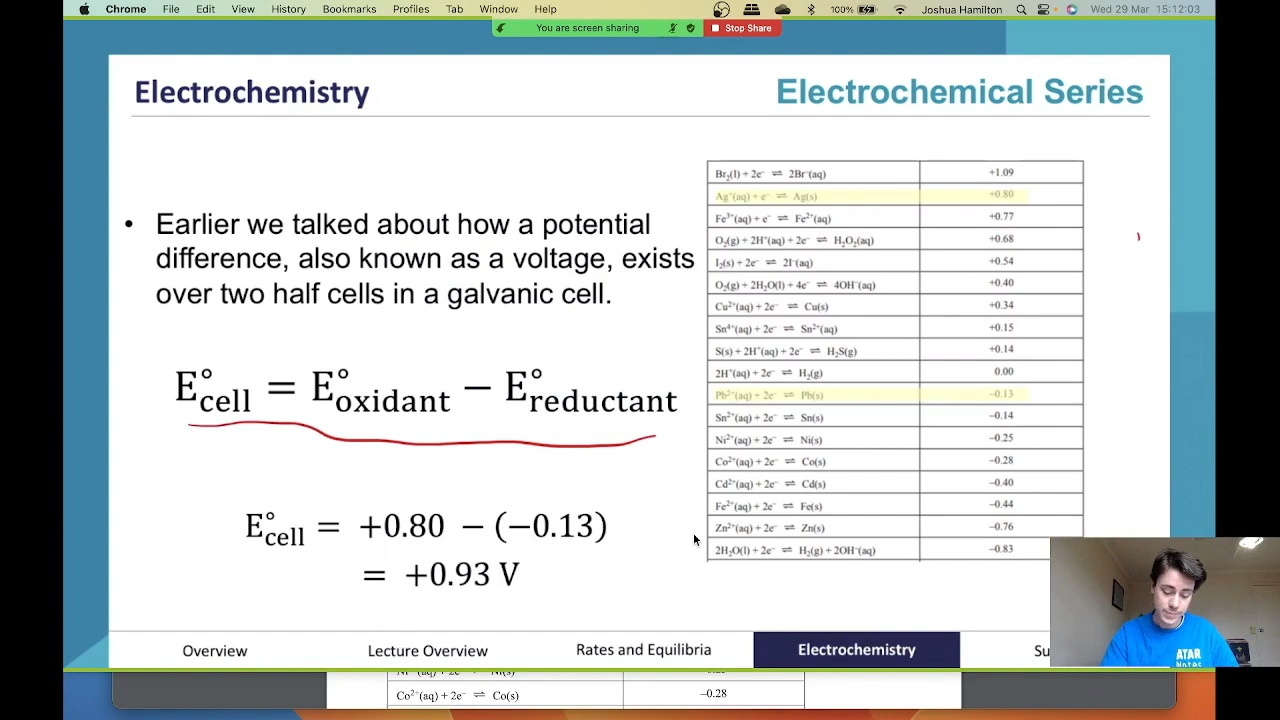 Chrome File Edit View History Bookmarks Profiles Tab Window Help 100% Joshua Hamilton Wed 29 Mar 15:12:03
You are screen sharing Stop Share
Electrochemistry
Electrochemical Series
• Earlier we talked about how a potential
difference, also known as a voltage, exists
over two half cells in a galvanic cell.
E°cell = E°oxidant − E°reductant
E°cell = +0.80 − (−0.13)
= +0.93 V
Br₂(l) + 2e⁻ ⇌ 2Br⁻(aq) +1.09
Ag⁺(aq) + e⁻ ⇌ Ag(s) +0.80
Fe³⁺(aq) + e⁻ ⇌ Fe²⁺(aq) +0.77
O₂(g) + 2H⁺(aq) + 2e⁻ ⇌ H₂O₂(aq) +0.68
I₂(s) + 2e⁻ ⇌ 2I⁻(aq) +0.54
O₂(g) + 2H₂O(l) + 4e⁻ ⇌ 4OH⁻(aq) +0.40
Cu²⁺(aq) + 2e⁻ ⇌ Cu(s) +0.34
Sn⁴⁺(aq) + 2e⁻ ⇌ Sn²⁺(aq) +0.15
S(s) + 2H⁺(aq) + 2e⁻ ⇌ H₂S(g) +0.14
2H⁺(aq) + 2e⁻ ⇌ H₂(g) 0.00
Pb²⁺(aq) + 2e⁻ ⇌ Pb(s) −0.13
Sn²⁺(aq) + 2e⁻ ⇌ Sn(s) −0.14
Ni²⁺(aq) + 2e⁻ ⇌ Ni(s) −0.25
Co²⁺(aq) + 2e⁻ ⇌ Co(s) −0.28
Cd²⁺(aq) + 2e⁻ ⇌ Cd(s) −0.40
Fe²⁺(aq) + 2e⁻ ⇌ Fe(s) −0.44
Zn²⁺(aq) + 2e⁻ ⇌ Zn(s) −0.76
2H₂O(l) + 2e⁻ ⇌ H₂(g) + 2OH⁻(aq) −0.83
ATAR
Notes
Overview Lecture Overview Rates and Equilibria Electrochemistry Su
Co²⁺(aq) + 2e⁻ ⇌ Co(s) −0.28